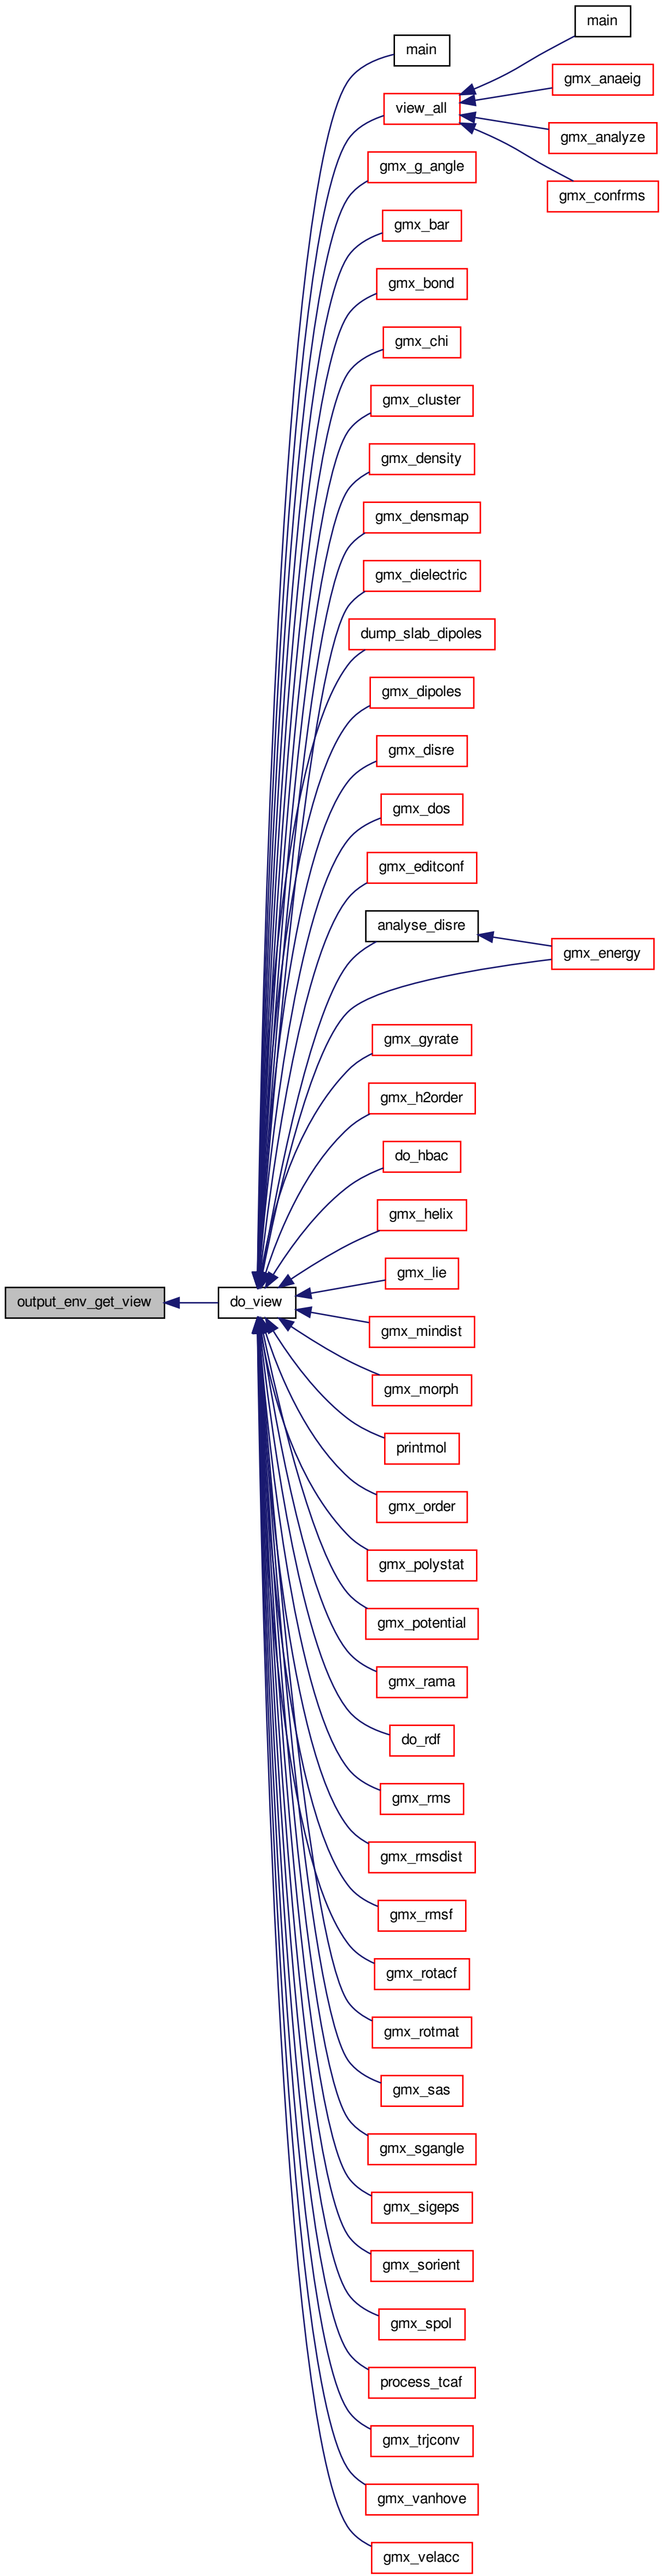 main
main
gmx_anaeig
view_all
gmx_analyze
gmx_g_angle
gmx_confrms
gmx_bar
gmx_bond
gmx_chi
gmx_cluster
gmx_density
gmx_densmap
gmx_dielectric
dump_slab_dipoles
gmx_dipoles
gmx_disre
gmx_dos
gmx_editconf
analyse_disre
gmx_energy
gmx_gyrate
gmx_h2order
do_hbac
gmx_helix
gmx_lie
output_env_get_view
do_view
gmx_mindist
gmx_morph
printmol
gmx_order
gmx_polystat
gmx_potential
gmx_rama
do_rdf
gmx_rms
gmx_rmsdist
gmx_rmsf
gmx_rotacf
gmx_rotmat
gmx_sas
gmx_sgangle
gmx_sigeps
gmx_sorient
gmx_spol
process_tcaf
gmx_trjconv
gmx_vanhove
gmx_velacc